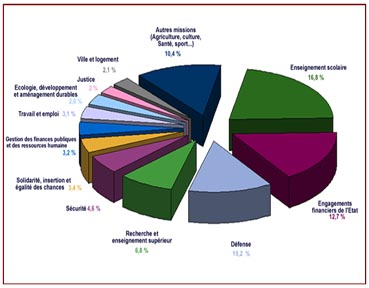 Autres missions
(Agriculture, culture,
Santé, sport...)
10,4 %
Enseignement scolaire
16,8 %
Engagements
financiers de l'Etat
12,7 %
Défense
10,2 %
Recherche et
enseignement supérieur
6,8 %
Sécurité 4,6 %
Solidarité, insertion et
égalité des chances
3,4 %
Gestion des finances publiques
et des ressources humaine
3,2 %
Travail et emploi 3,1 %
Ecologie, développement
et aménagement durables
2,6 %
Justice
2 %
Ville et logement
2,1 %